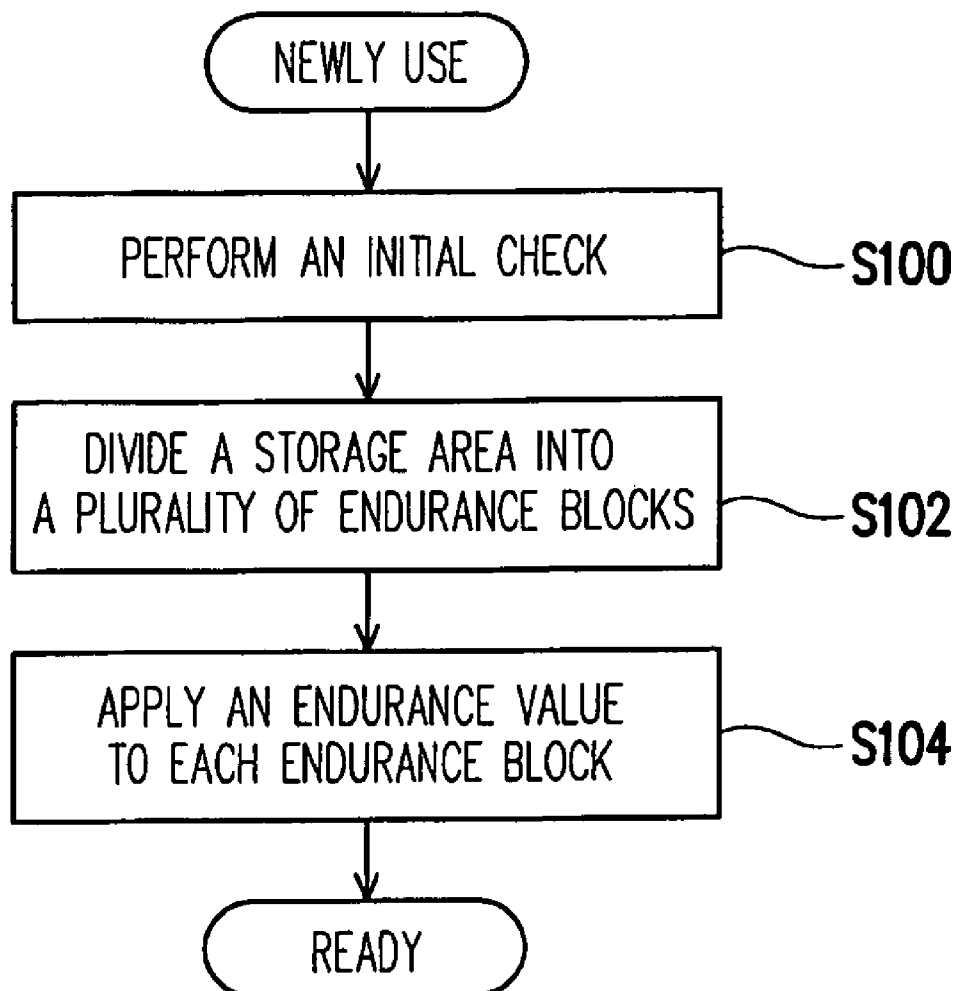 NEWLY USE
PERFORM AN INITIAL CHECK
S100
DIVIDE A STORAGE AREA INTO
A PLURALITY OF ENDURANCE BLOCKS
S102
APPLY AN ENDURANCE VALUE
TO EACH ENDURANCE BLOCK
S104
READY